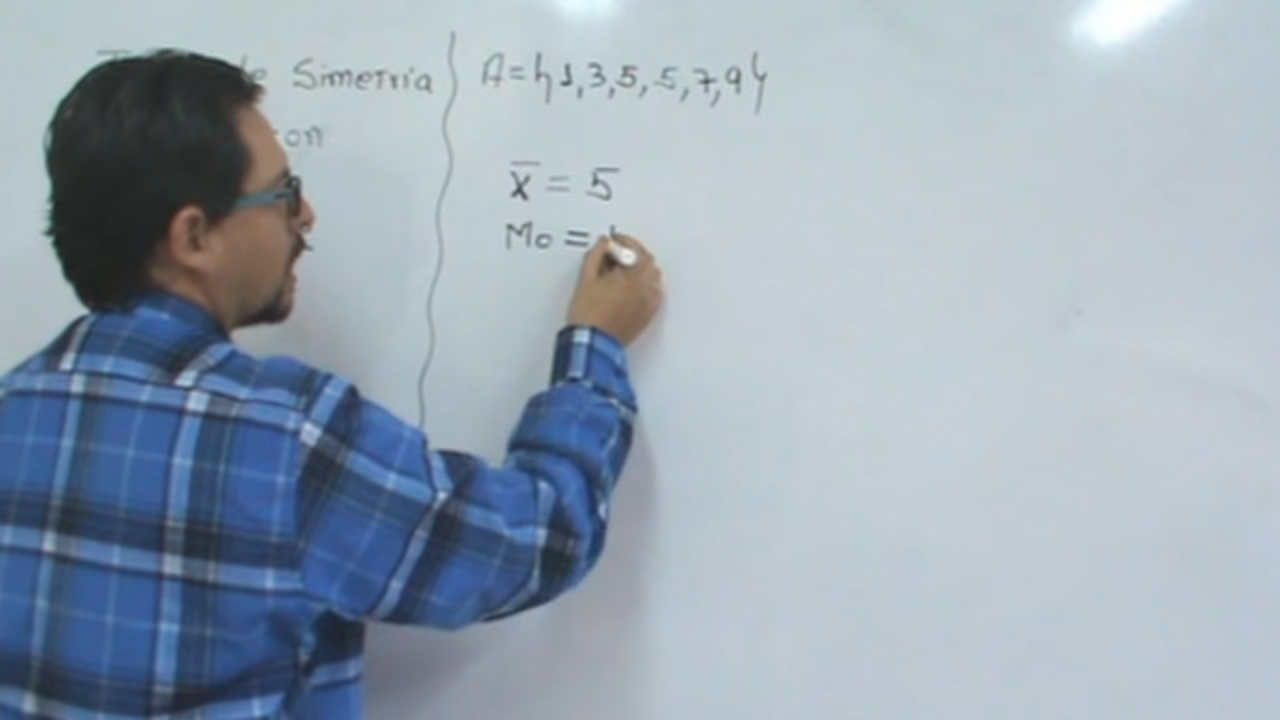 de Simetria
A={1,3,5,5,7,9}
x̄ = 5
Mo =